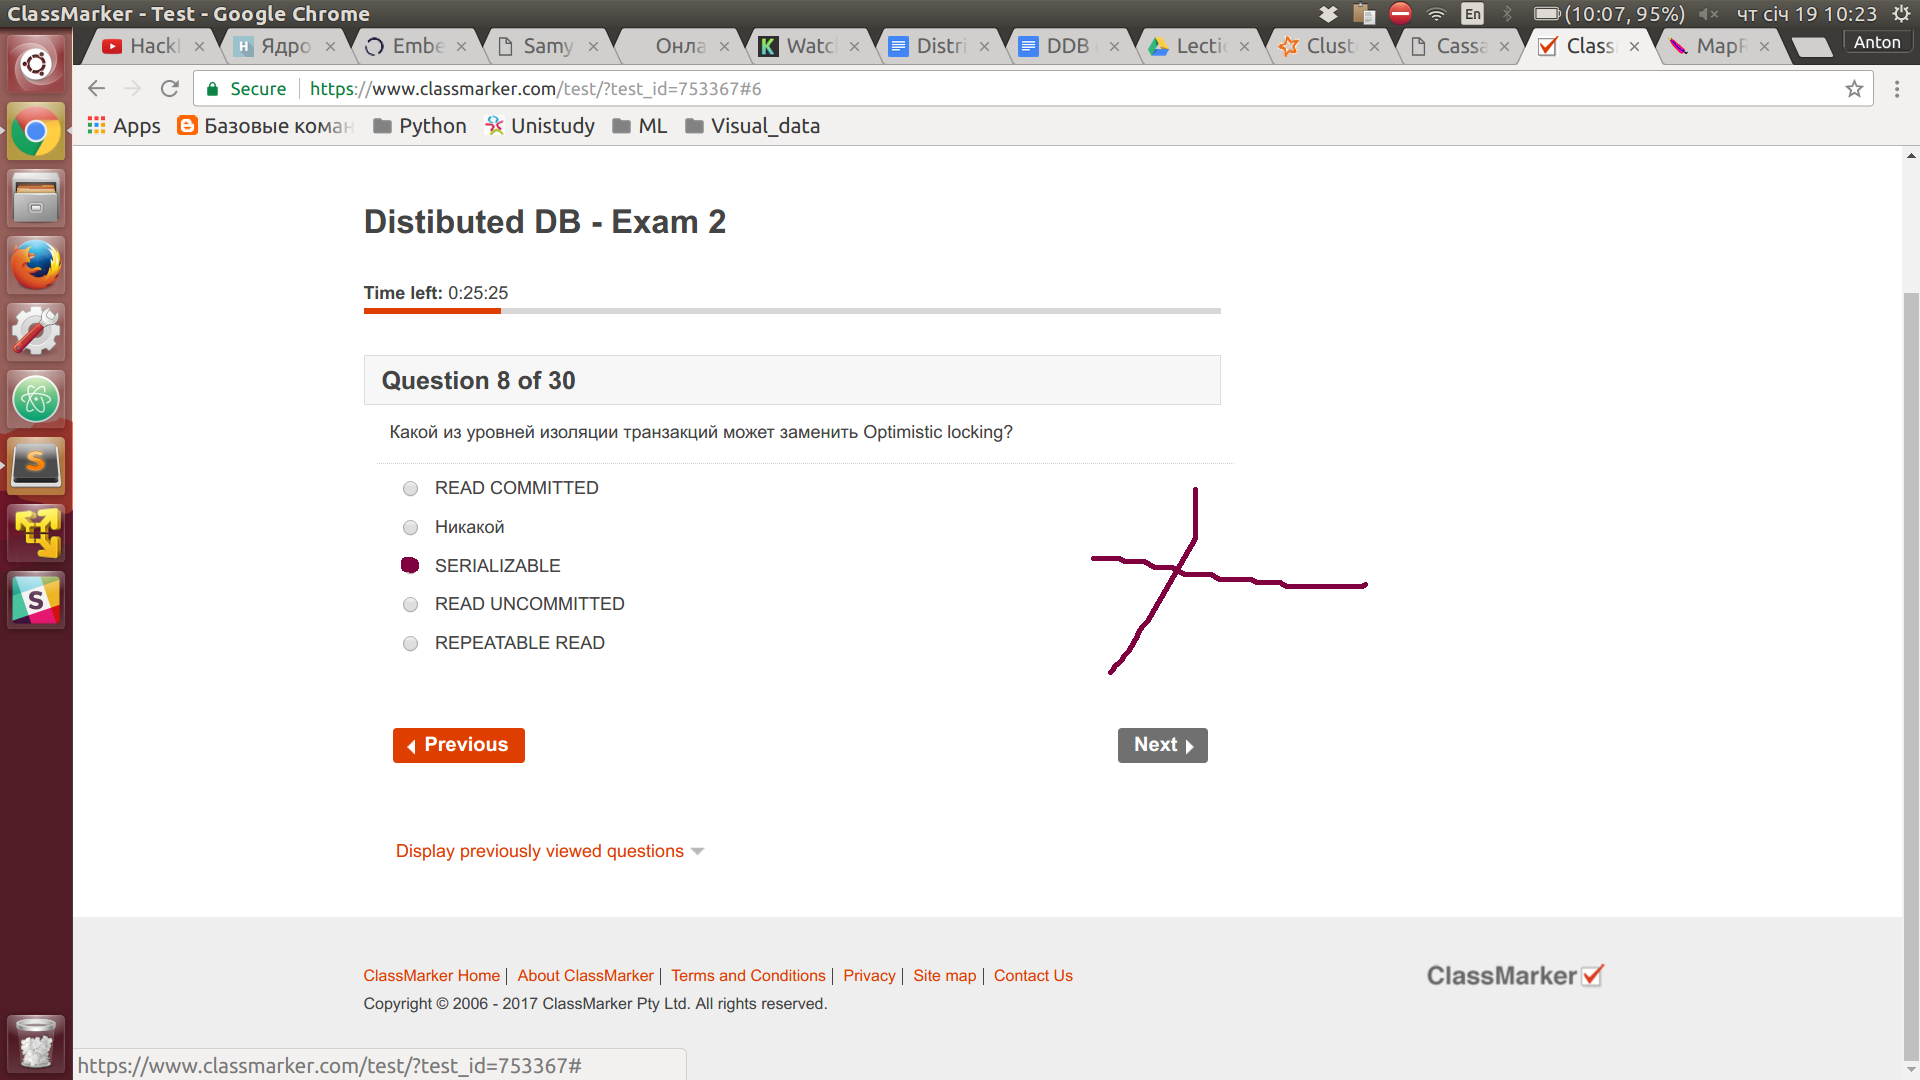 ClassMarker - Test - Google Chrome
En
(10:07, 95%)
чт січ 19 10:23
Hackl
Ядро
Embe
Samy
Онла
Watcl
Distri
DDB
Lecti
Clust
Cassa
Class
MapR
Anton
Secure
https://www.classmarker.com/test/?test_id=753367#6
Apps
Базовые коман
Python
Unistudy
ML
Visual_data
Distibuted DB - Exam 2
Time left: 0:25:25
Question 8 of 30
Какой из уровней изоляции транзакций может заменить Optimistic locking?
READ COMMITTED
Никакой
SERIALIZABLE
READ UNCOMMITTED
REPEATABLE READ
Previous
Next
Display previously viewed questions
ClassMarker Home | About ClassMarker | Terms and Conditions | Privacy | Site map | Contact Us
ClassMarker
Copyright © 2006 - 2017 ClassMarker Pty Ltd. All rights reserved.
https://www.classmarker.com/test/?test_id=753367#